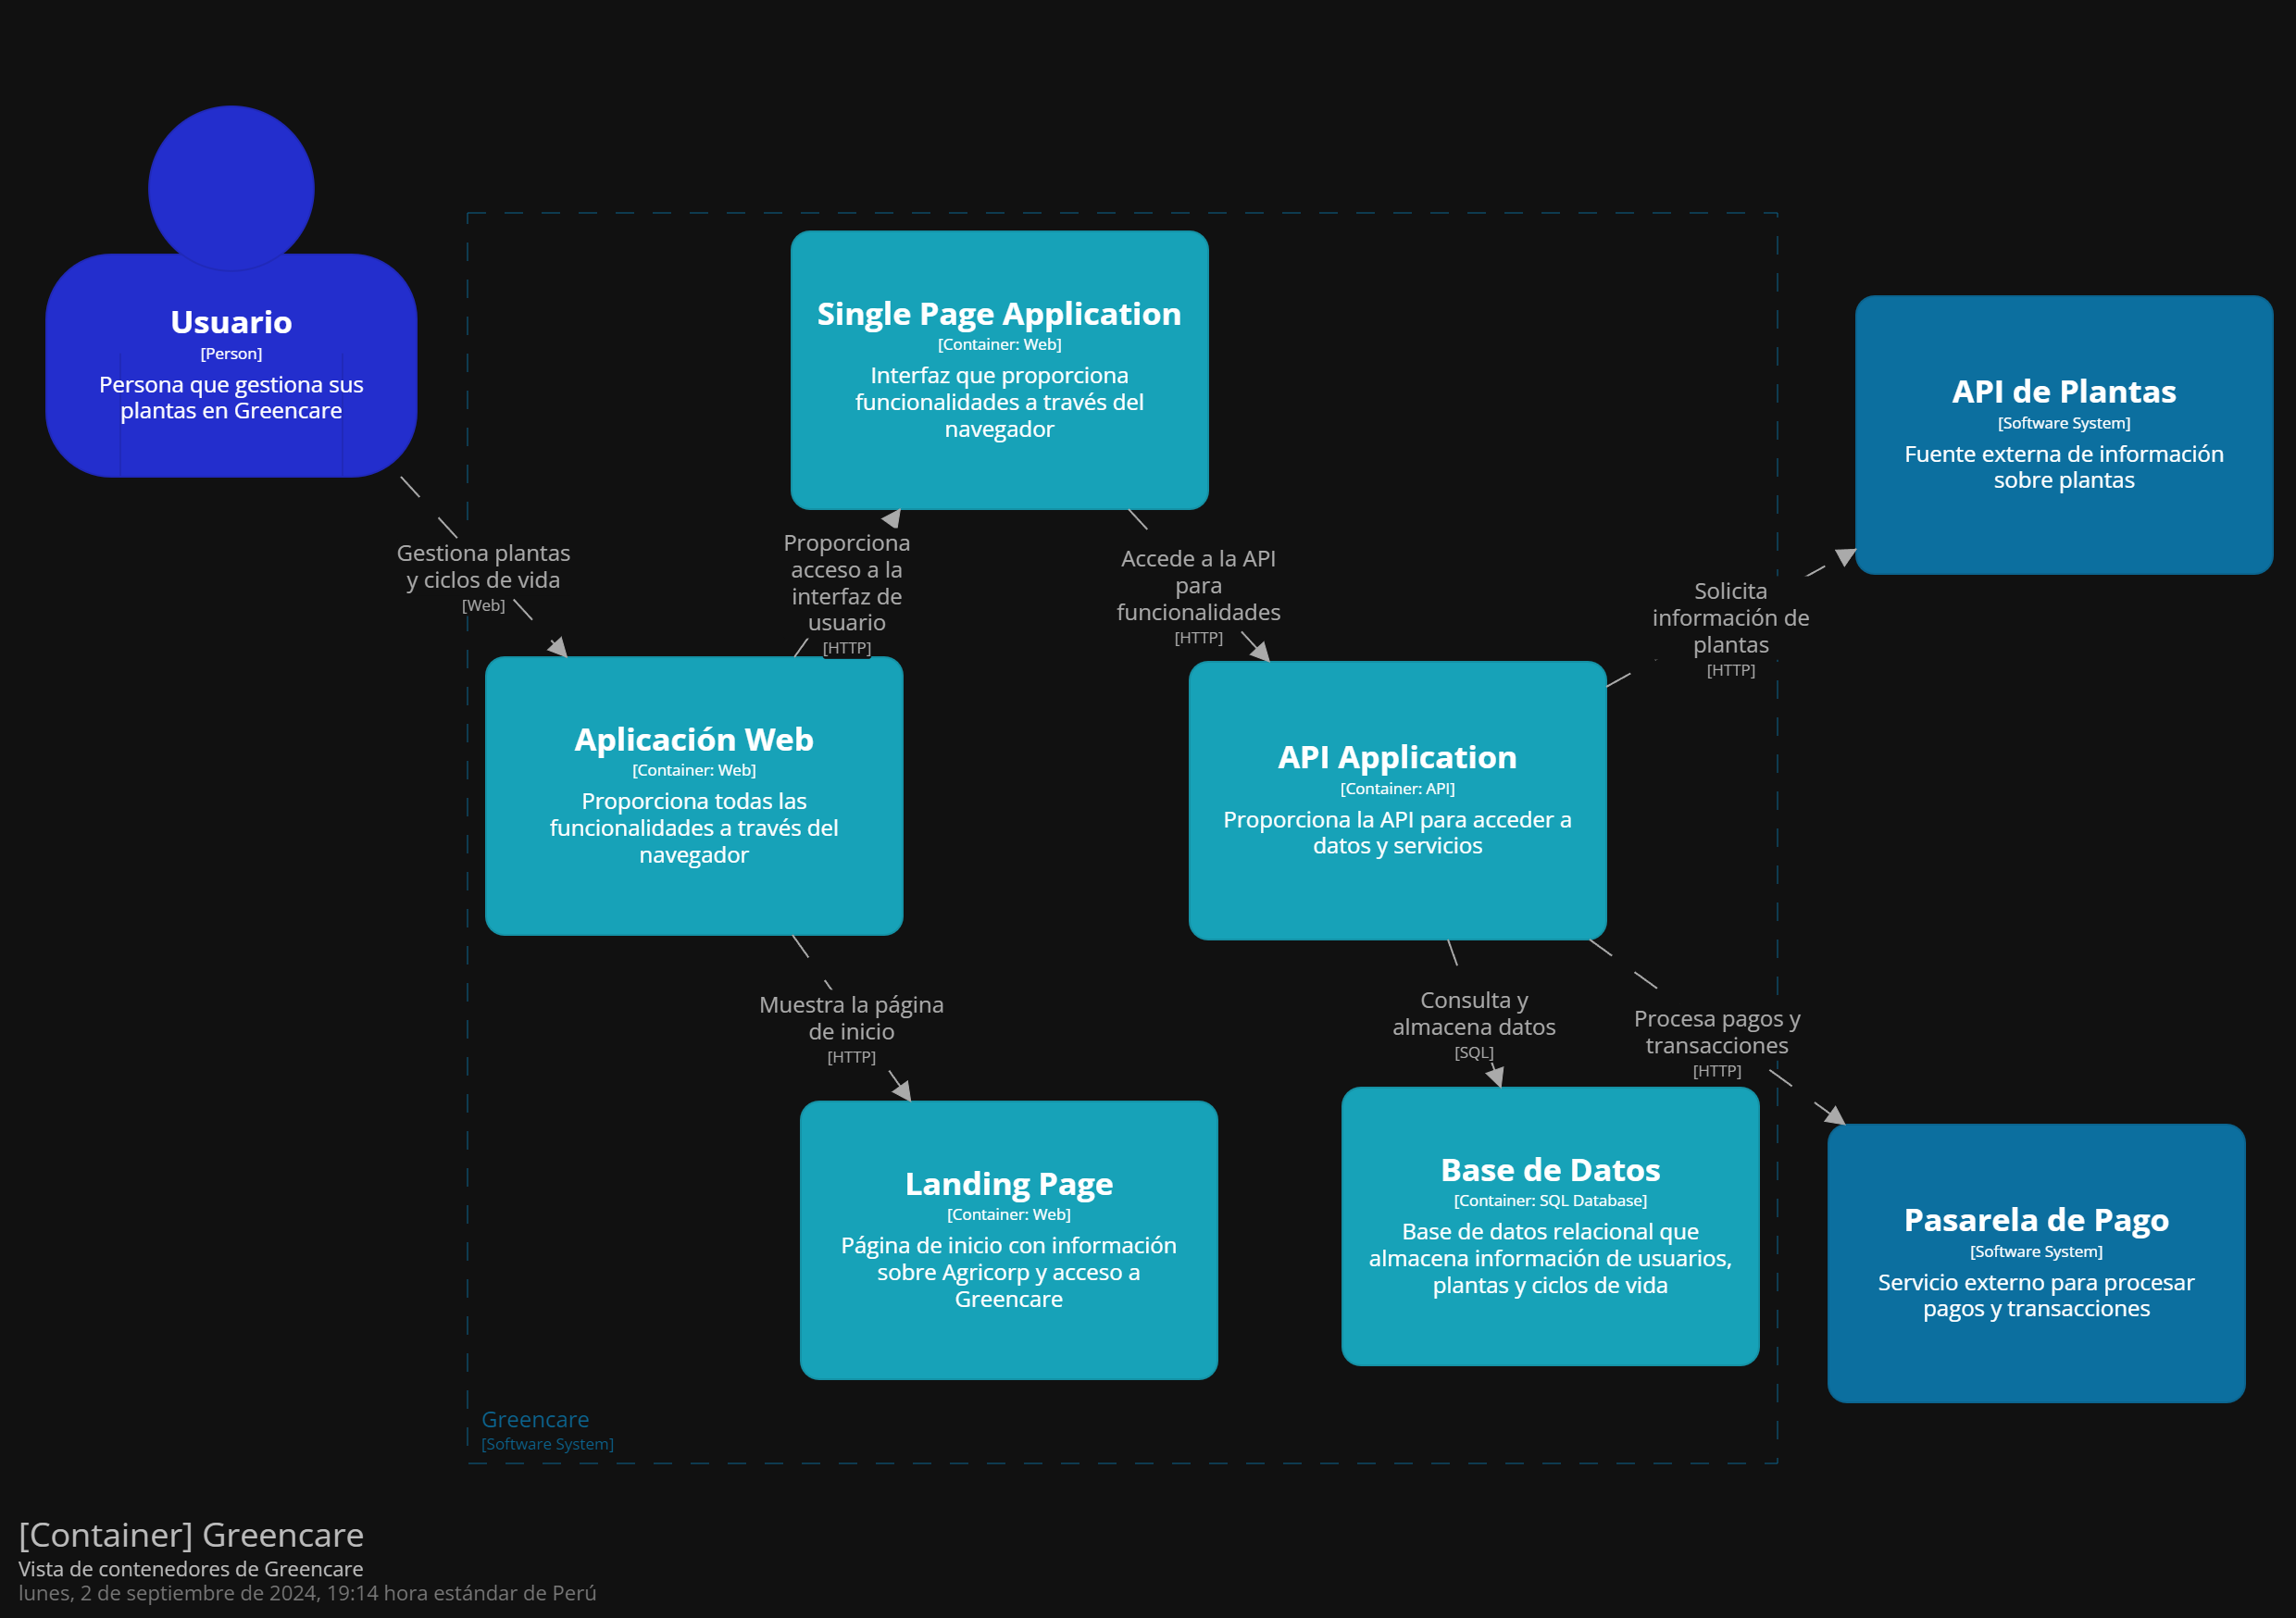 Usuario
[Person]
Persona que gestiona sus
plantas en Greencare
Single Page Application
[Container: Web]
Interfaz que proporciona
funcionalidades a través del
navegador
API de Plantas
[Software System]
Fuente externa de información
sobre plantas
Gestiona plantas
y ciclos de vida
[Web]
Proporciona
acceso a la
interfaz de
usuario
[HTTP]
Accede a la API
para
funcionalidades
[HTTP]
Solicita
información de
plantas
[HTTP]
Aplicación Web
[Container: Web]
Proporciona todas las
funcionalidades a través del
navegador
API Application
[Container: API]
Proporciona la API para acceder a
datos y servicios
Muestra la página
de inicio
[HTTP]
Consulta y
almacena datos
[SQL]
Procesa pagos y
transacciones
[HTTP]
Landing Page
[Container: Web]
Página de inicio con información
sobre Agricorp y acceso a
Greencare
Base de Datos
[Container: SQL Database]
Base de datos relacional que
almacena información de usuarios,
plantas y ciclos de vida
Pasarela de Pago
[Software System]
Servicio externo para procesar
pagos y transacciones
Greencare
[Software System]
[Container] Greencare
Vista de contenedores de Greencare
lunes, 2 de septiembre de 2024, 19:14 hora estándar de Perú